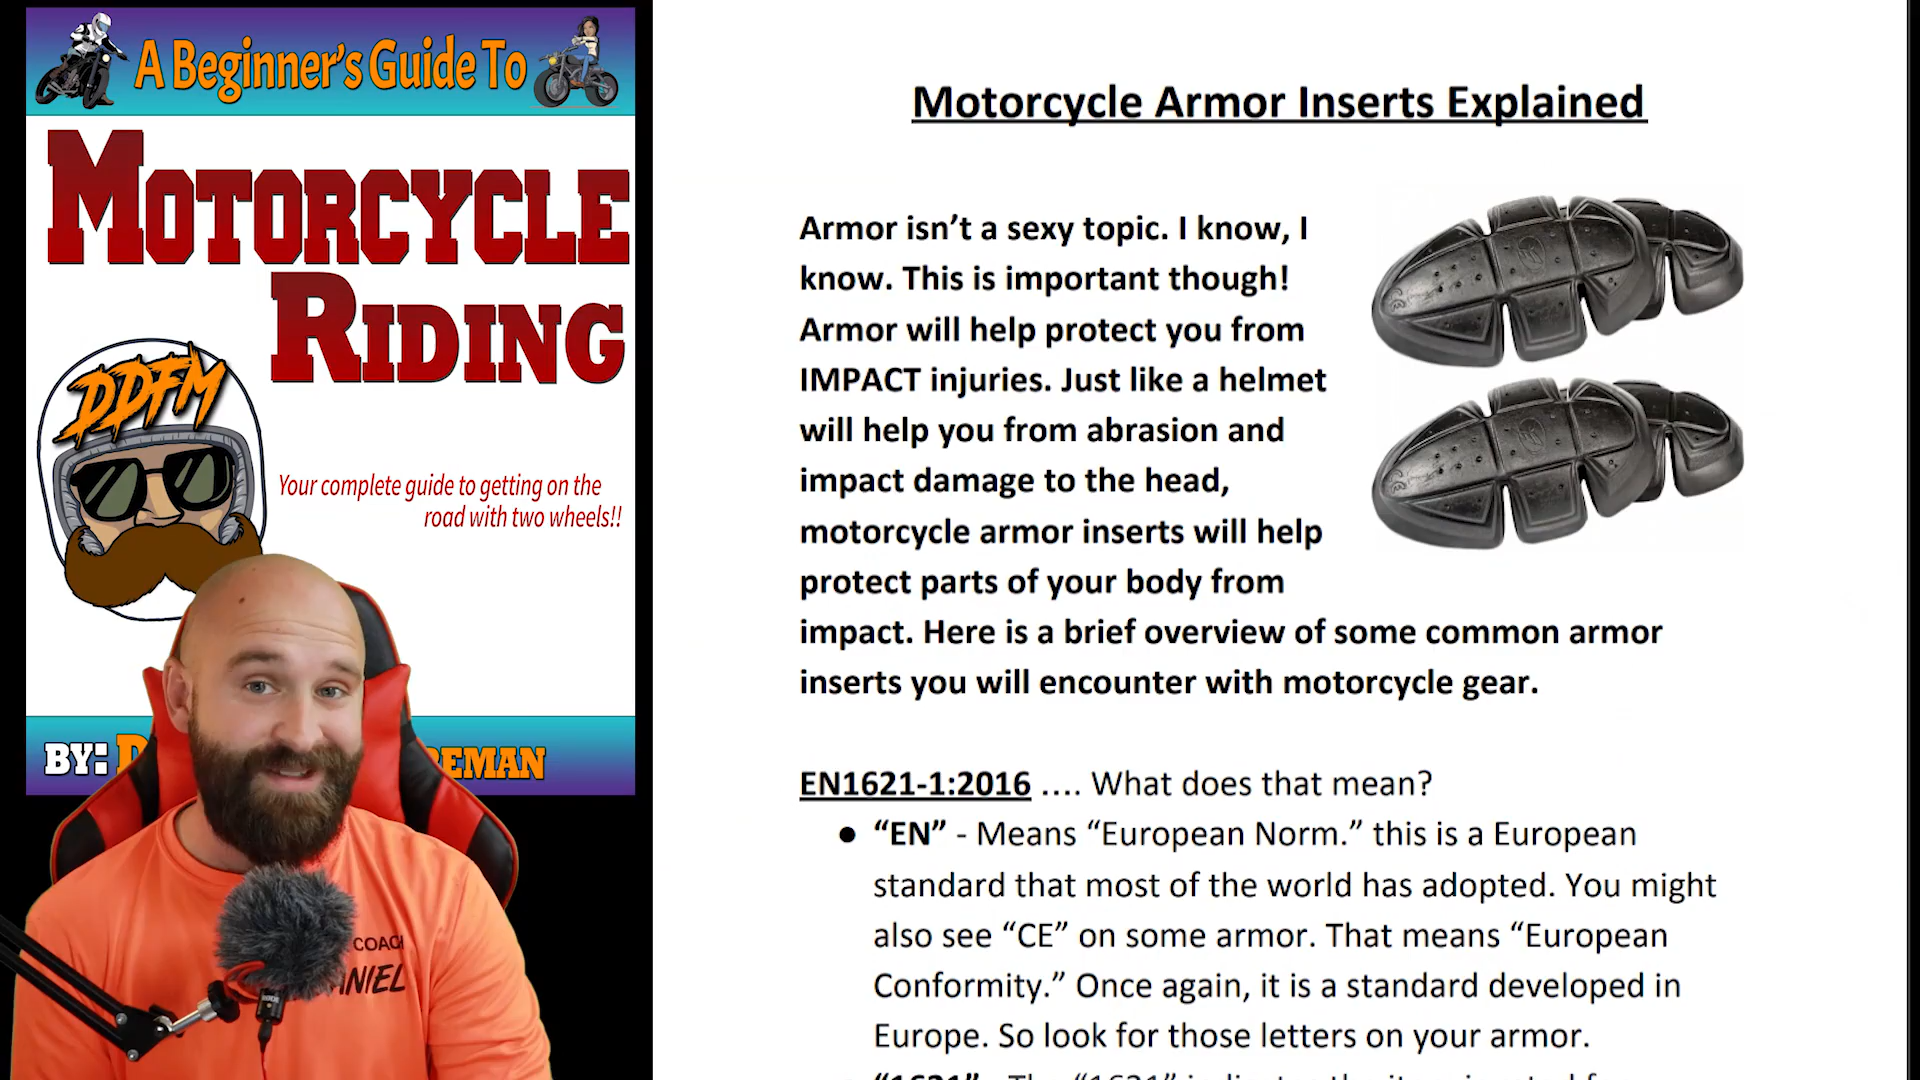 A Beginner's Guide To
MOTORCYCLE
RIDING
DDFM
Your complete guide to getting on the
road with two wheels!!
BY: D
EMAN
COACH
NIEL
Motorcycle Armor Inserts Explained
Armor isn't a sexy topic. I know, I
know. This is important though!
Armor will help protect you from
IMPACT injuries. Just like a helmet
will help you from abrasion and
impact damage to the head,
motorcycle armor inserts will help
protect parts of your body from
impact. Here is a brief overview of some common armor
inserts you will encounter with motorcycle gear.
EN1621-1:2016 .... What does that mean?
● “EN” - Means “European Norm.” this is a European
standard that most of the world has adopted. You might
also see “CE” on some armor. That means “European
Conformity.” Once again, it is a standard developed in
Europe. So look for those letters on your armor.